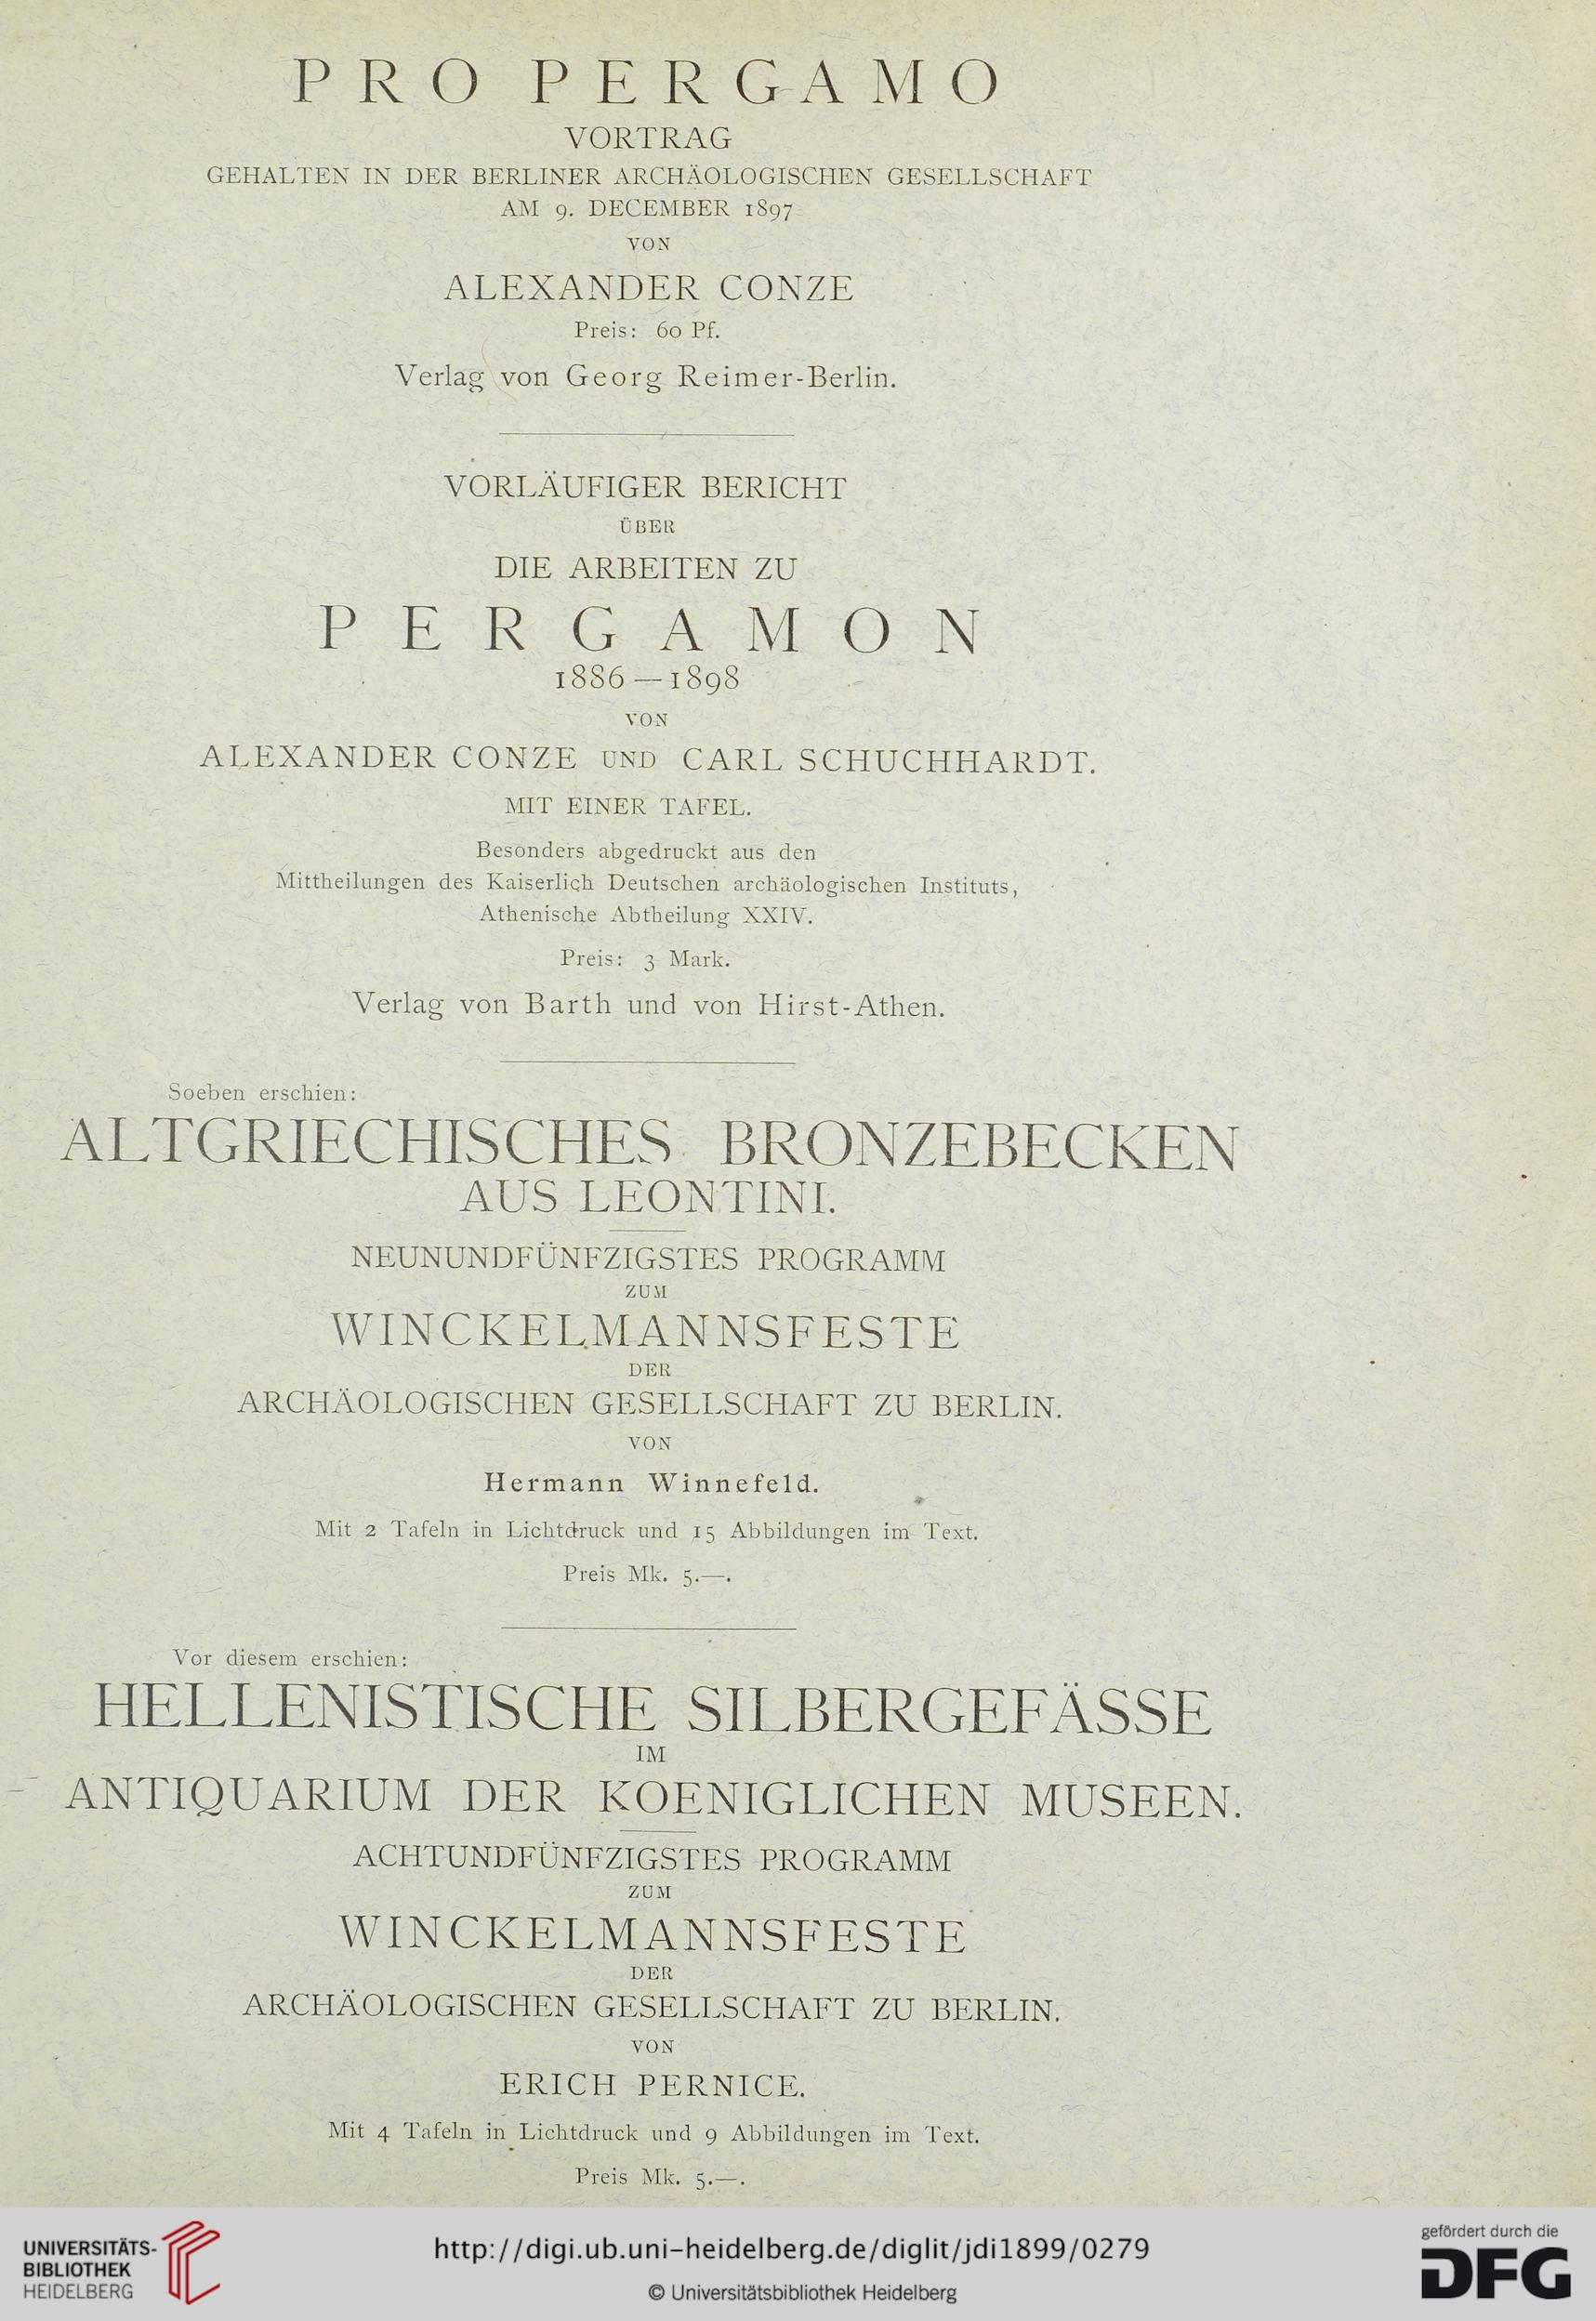 PRO PERGAMO
VORTRAG
GEHALTEN IN DER BERLINER ARCHÄOLOGISCHEN GESELLSCHAFT
AM 9. DECEMBER 1897
VON
ALEXANDER CONZE
Preis: 60 Pf.
Verlag von Georg Reimer-Berlin.
VORLÄUFIGER BERICHT
ÜBER
DIE ARBEITEN ZU
PERGAMON
1886—1898
VON
ALEXANDER CONZE UND CARL SCHUCHHARDT.
MIT EINER TAFEL.
Besonders abgedruckt aus den
Mittheilungen des Kaiserlich Deutschen archäologischen Instituts,
Athenische Abtheilung XXIV.
Preis: 3 Mark.
Verlag von Barth und von Hirst-Athen.
Soeben erschien:
ALTGRIECHISCHES BRONZEBECKEN
AUS LEONTINI.
NEUNUNDFÜNFZIGSTES PROGRAMM
ZUM
WINCKELMANNSFESTE
DER
ARCHÄOLOGISCHEN GESELLSCHAFT ZU BERLIN.
VON
Hermann Winnefeld.
Mit 2 Tafeln in Lichtdruck und 15 Abbildungen im Text.
Preis Mk. 5.—.
Vor diesem erschien:
HELLENISTISCHE SILBERGEFÄSSE
IM
ANTIQUARIUM DER KOENIGLICHEN MUSEEN.
ACHTUNDFÜNFZIGSTES PROGRAMM
ZUM
WINCKELMANNSFESTE
DER
ARCHÄOLOGISCHEN GESELLSCHAFT ZU BERLIN.
VON
ERICH PERNICE.
Mit 4 Tafeln in Lichtdruck und 9 Abbildungen im Text.
Preis Mk. 5.—.
UNIVERSITÄTS-
BIBLIOTHEK
HEIDELBERG
http://digi.ub.uni-heidelberg.de/diglit/jdi1899/0279
© Universitätsbibliothek Heidelberg
gefördert durch die
DFG